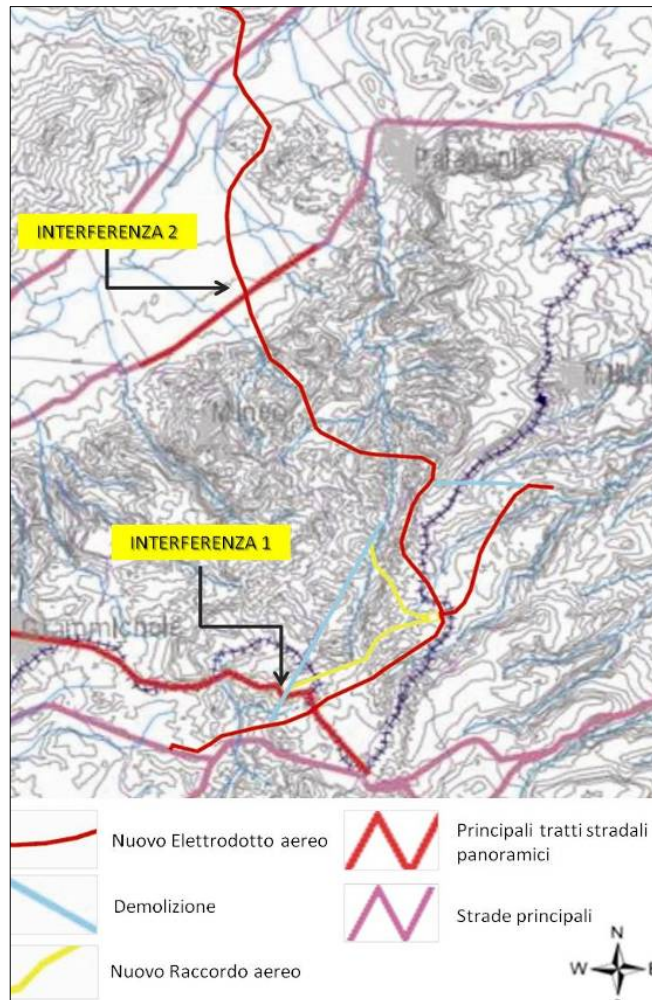 Palagonia
INTERFERENZA 2
Mineo
INTERFERENZA 1
Grammichele
Nuovo Elettrodotto aereo
Principali tratti stradali
panoramici
Demolizione
Strade principali
Nuovo Raccordo aereo
N
W
E